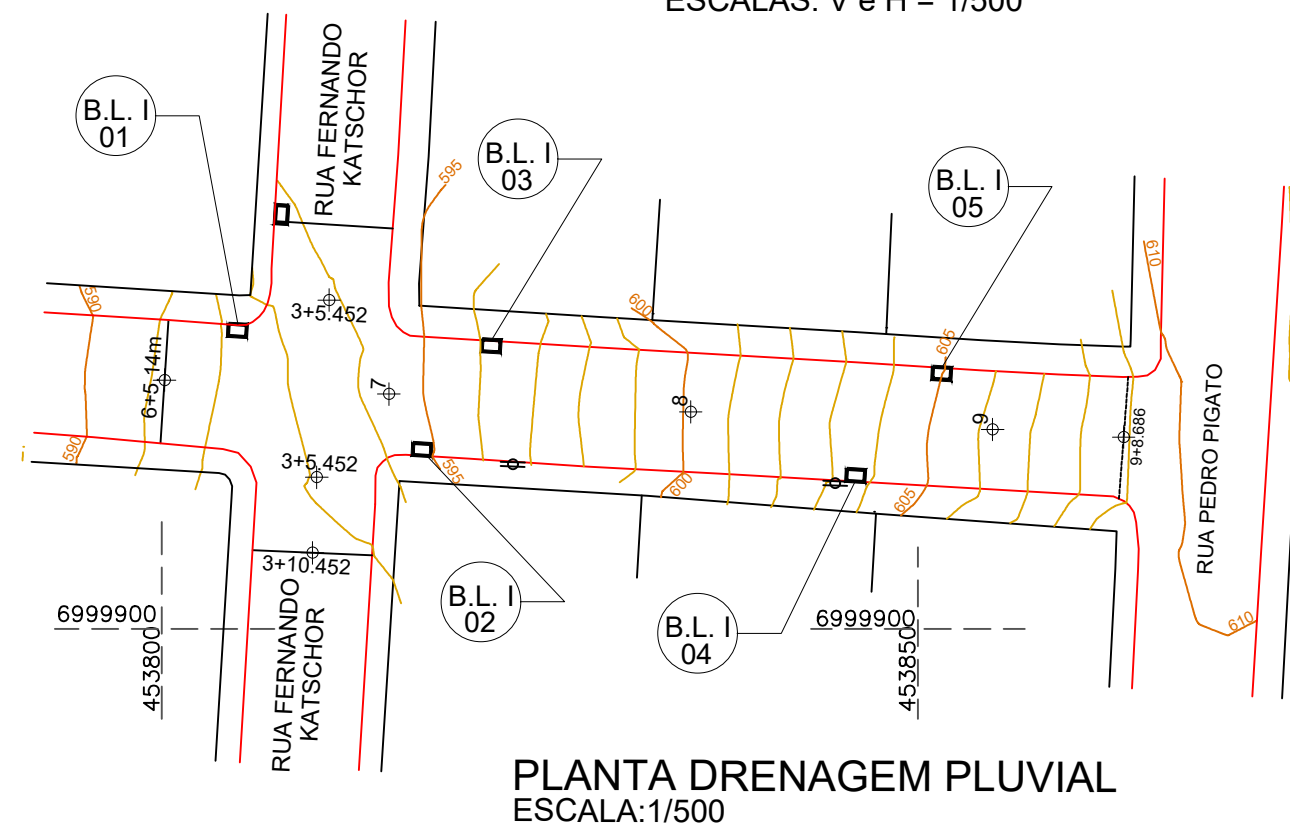 ESCALAS: V e H = 1/500
RUA FERNANDO
KATSCHOR
B.L. I
01
B.L. I
03
B.L. I
05
595
590
3+5.452
600
605
610
6+5,14m
7
8
9
9+8.686
RUA PEDRO PIGATO
590
3+5.452
595
600
605
3+10.452
B.L. I
02
B.L. I
04
6999900
453800
6999900
453850
610
RUA FERNANDO
KATSCHOR
PLANTA DRENAGEM PLUVIAL
ESCALA:1/500